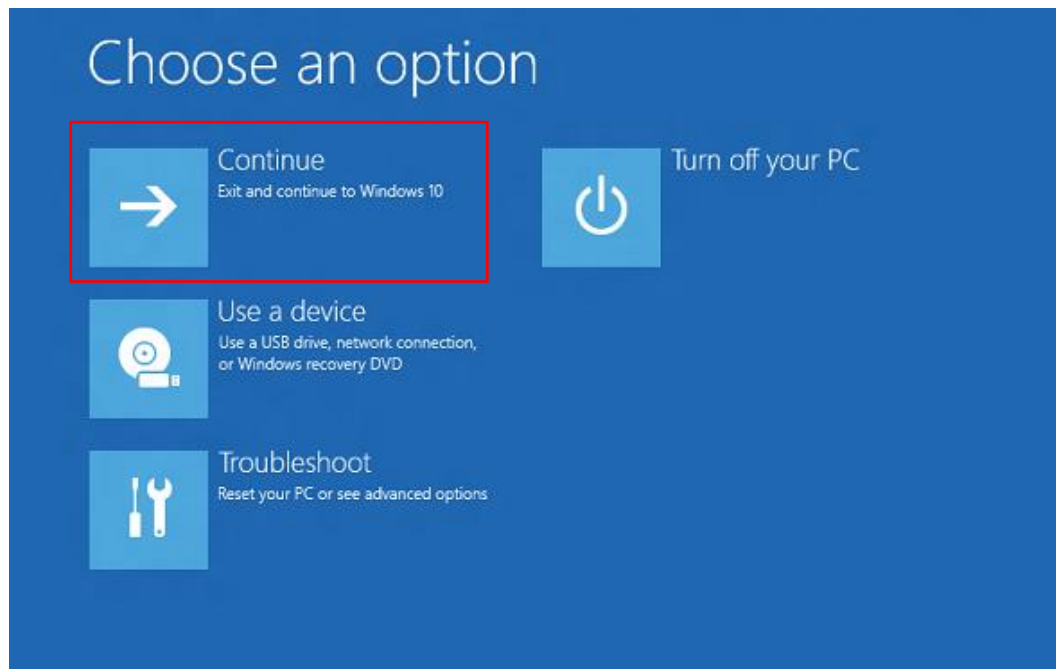 Choose an option
Continue
Exit and continue to Windows 10
Turn off your PC
Use a device
Use a USB drive, network connection,
or Windows recovery DVD
Troubleshoot
Reset your PC or see advanced options